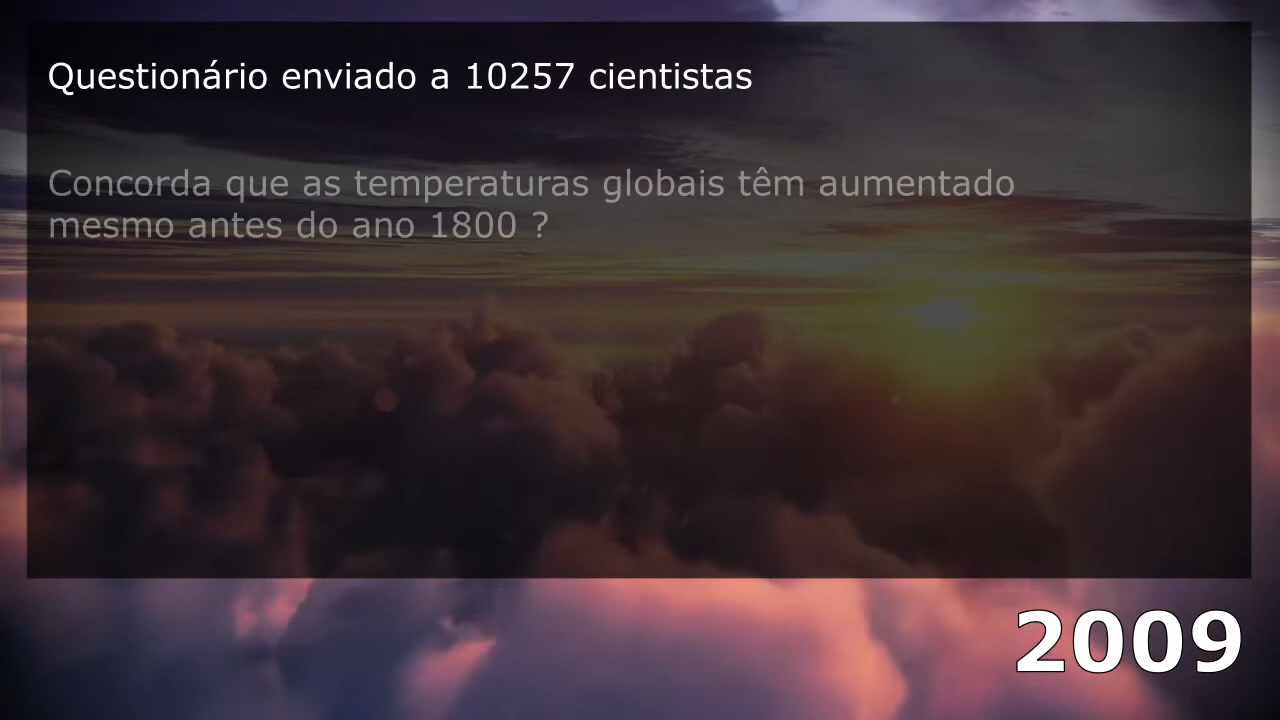 Questionário enviado a 10257 cientistas
Concorda que as temperaturas globais têm aumentado
mesmo antes do ano 1800 ?
2009